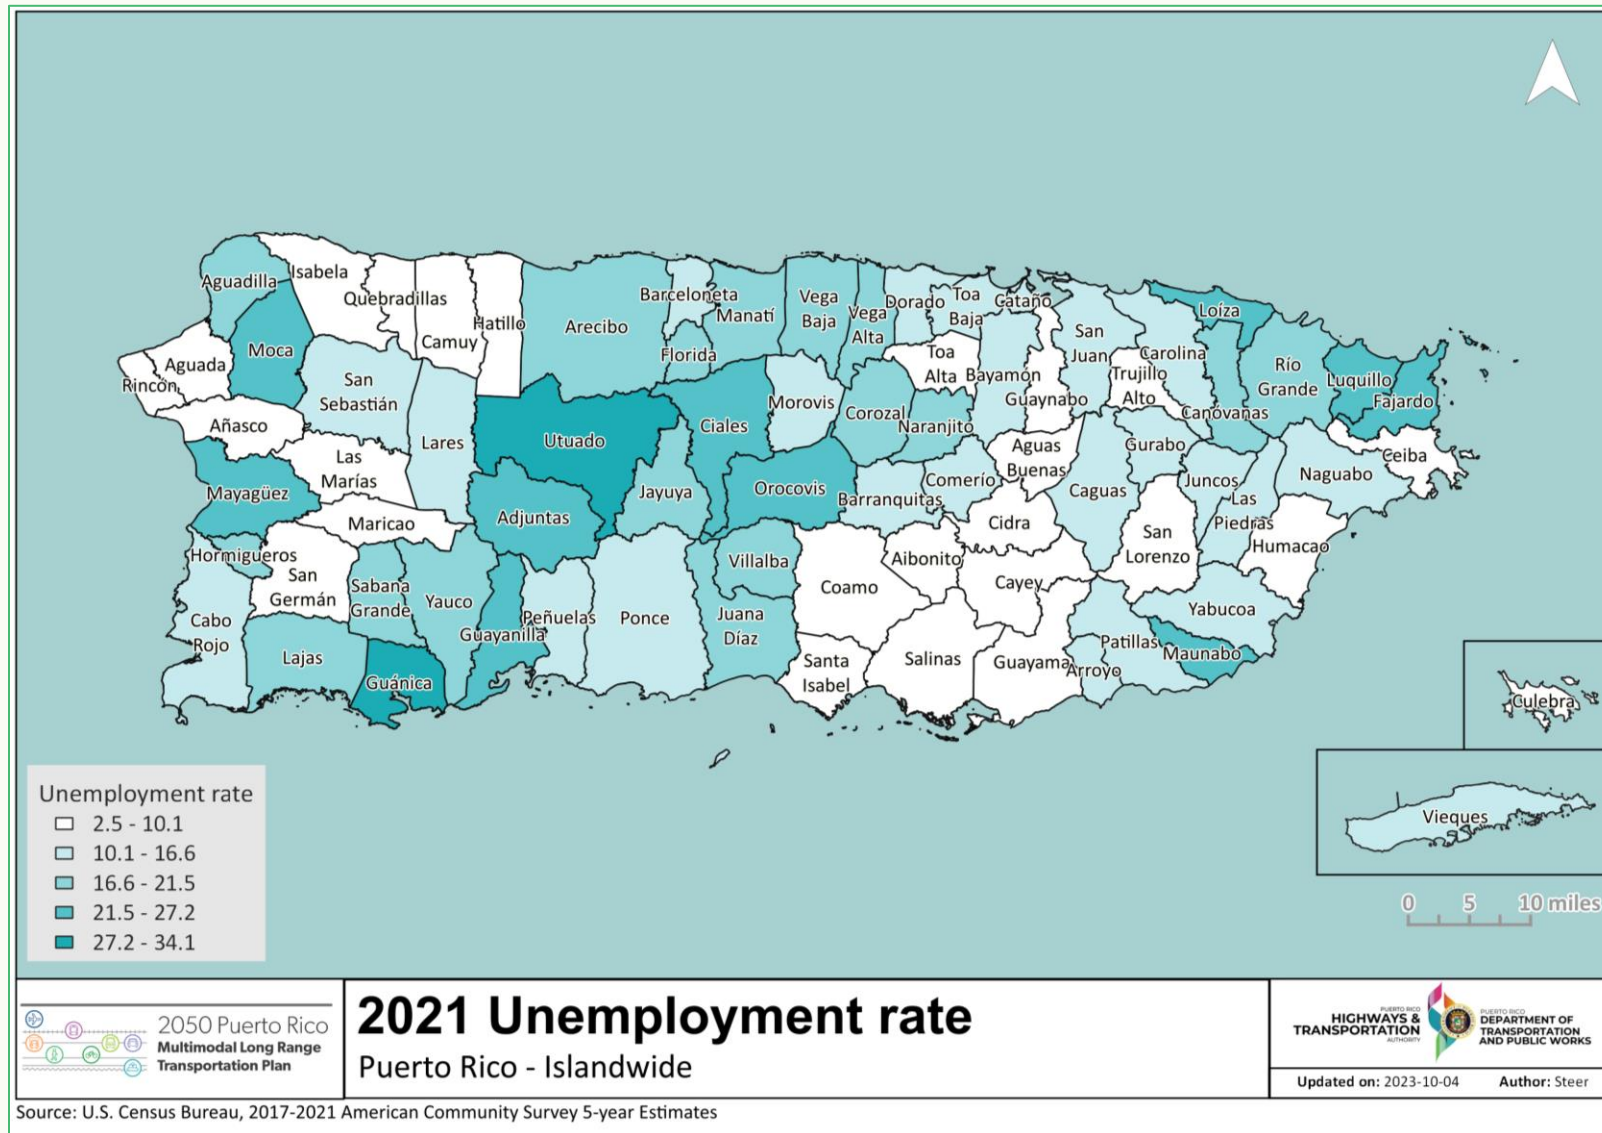 Isabela
Aguadilla
Quebradillas
Camuy
Hatillo
Arecibo
Barceloneta
Manatí
Florida
Vega
Baja
Vega
Alta
Dorado
Toa
Baja
Cataño
San
Juan
Carolina
Loíza
Moca
Aguada
Rincón
San
Sebastián
Lares
Añasco
Las
Marías
Mayagüez
Maricao
Utuado
Ciales
Morovis
Corozal
Naranjito
Toa
Alta
Bayamón
Guaynabo
Trujillo
Alto
Canóvanas
Río
Grande
Luquillo
Fajardo
Ceiba
Naguabo
Adjuntas
Jayuya
Orocovis
Barranquitas
Comerío
Aguas
Buenas
Gurabo
Caguas
Juncos
Las
Piedras
Humacao
Cidra
San
Lorenzo
Hormigueros
San
Germán
Sabana
Grande
Cabo
Rojo
Lajas
Guánica
Yauco
Guayanilla
Peñuelas
Ponce
Villalba
Juana
Díaz
Coamo
Aibonito
Cayey
Santa
Isabel
Salinas
Guayama
Arroyo
Patillas
Yabucoa
Maunabo
Culebra
Vieques
0 5 10 miles
Unemployment rate
2.5 - 10.1
10.1 - 16.6
16.6 - 21.5
21.5 - 27.2
27.2 - 34.1
2050 Puerto Rico
Multimodal Long Range
Transportation Plan
2021 Unemployment rate
Puerto Rico - Islandwide
PUERTO RICO
HIGHWAYS &
TRANSPORTATION
AUTHORITY
PUERTO RICO
DEPARTMENT OF
TRANSPORTATION
AND PUBLIC WORKS
Updated on: 2023-10-04 Author: Steer
Source: U.S. Census Bureau, 2017-2021 American Community Survey 5-year Estimates